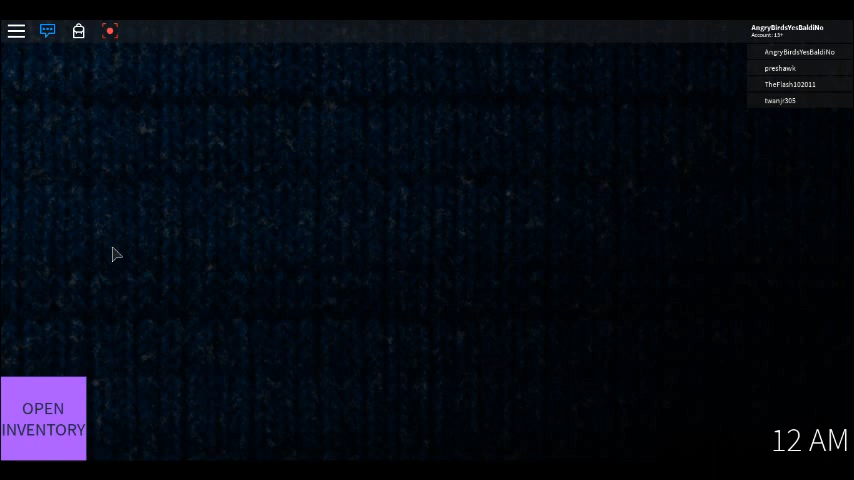 AngryBirdsYesBaldiNo
Account: 13+
AngryBirdsYesBaldiNo
preshawk
TheFlash102011
twanjr305
OPEN
INVENTORY
12 AM